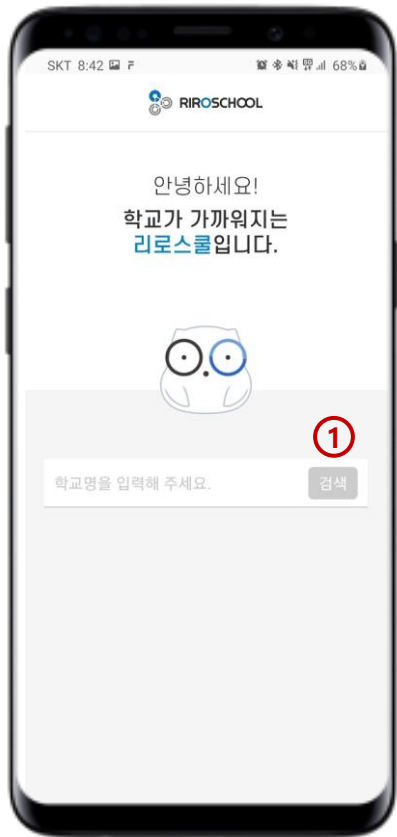 SKT 8:42
68%
RIROSCHOOL
안녕하세요!
학교가 가까워지는
리로스쿨입니다.
①
학교명을 입력해 주세요.
검색